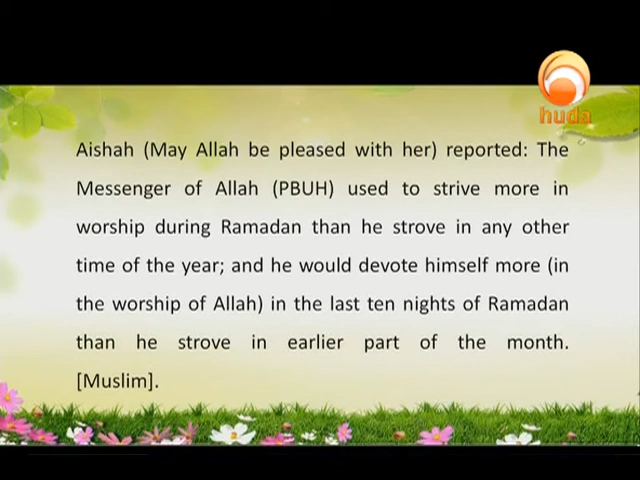 huda
Aishah (May Allah be pleased with her) reported: The
Messenger of Allah (PBUH) used to strive more in
worship during Ramadan than he strove in any other
time of the year; and he would devote himself more (in
the worship of Allah) in the last ten nights of Ramadan
than he strove in earlier part of the month.
[Muslim].